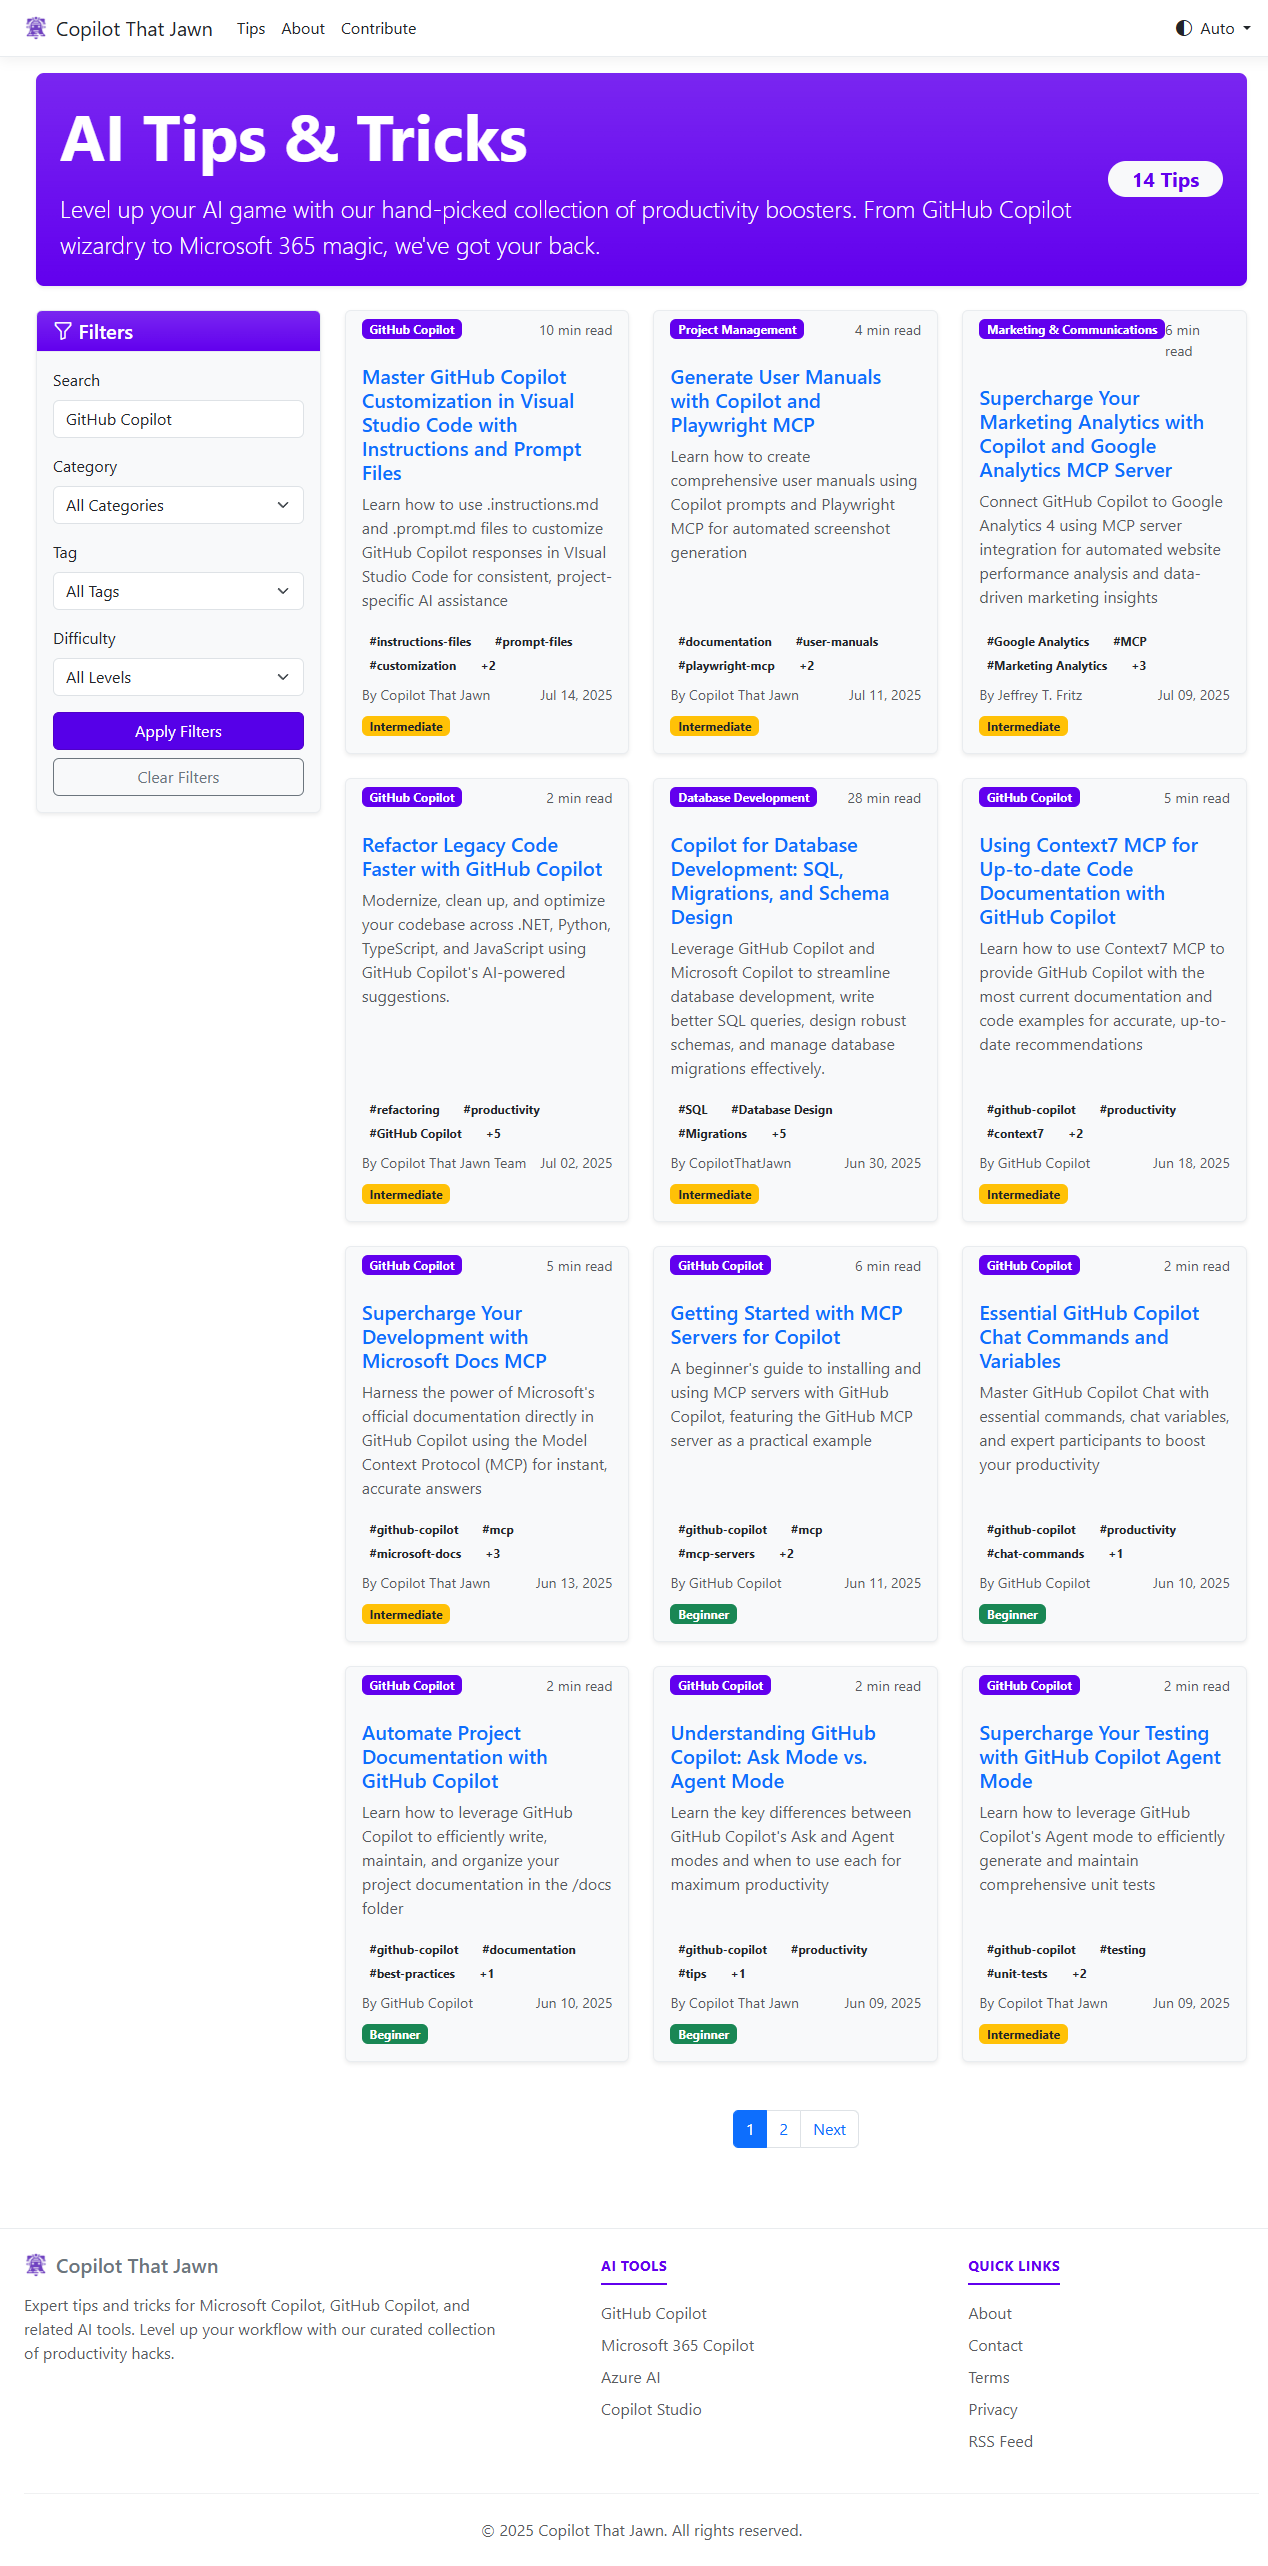 Copilot That Jawn
Tips
About
Contribute
Auto
AI Tips & Tricks
Level up your AI game with our hand-picked collection of productivity boosters. From GitHub Copilot
wizardry to Microsoft 365 magic, we've got your back.
14 Tips
Filters
Search
GitHub Copilot
Category
All Categories
Tag
All Tags
Difficulty
All Levels
Apply Filters
Clear Filters
GitHub Copilot
10 min read
Master GitHub Copilot
Customization in Visual
Studio Code with
Instructions and Prompt
Files
Learn how to use .instructions.md
and .prompt.md files to customize
GitHub Copilot responses in VIsual
Studio Code for consistent, project-
specific AI assistance
#instructions-files #prompt-files
#customization +2
By Copilot That Jawn
Jul 14, 2025
Intermediate
Project Management
4 min read
Generate User Manuals
with Copilot and
Playwright MCP
Learn how to create
comprehensive user manuals using
Copilot prompts and Playwright
MCP for automated screenshot
generation
#documentation #user-manuals
#playwright-mcp +2
By Copilot That Jawn
Jul 11, 2025
Intermediate
Marketing & Communications
6 min
read
Supercharge Your
Marketing Analytics with
Copilot and Google
Analytics MCP Server
Connect GitHub Copilot to Google
Analytics 4 using MCP server
integration for automated website
performance analysis and data-
driven marketing insights
#Google Analytics #MCP
#Marketing Analytics +3
By Jeffrey T. Fritz
Jul 09, 2025
Intermediate
GitHub Copilot
2 min read
Refactor Legacy Code
Faster with GitHub Copilot
Modernize, clean up, and optimize
your codebase across .NET, Python,
TypeScript, and JavaScript using
GitHub Copilot's AI-powered
suggestions.
#refactoring #productivity
#GitHub Copilot +5
By Copilot That Jawn Team
Jul 02, 2025
Intermediate
Database Development
28 min read
Copilot for Database
Development: SQL,
Migrations, and Schema
Design
Leverage GitHub Copilot and
Microsoft Copilot to streamline
database development, write
better SQL queries, design robust
schemas, and manage database
migrations effectively.
#SQL #Database Design
#Migrations +5
By CopilotThatJawn
Jun 30, 2025
Intermediate
GitHub Copilot
5 min read
Using Context7 MCP for
Up-to-date Code
Documentation with
GitHub Copilot
Learn how to use Context7 MCP to
provide GitHub Copilot with the
most current documentation and
code examples for accurate, up-to-
date recommendations
#github-copilot #productivity
#context7 +2
By GitHub Copilot
Jun 18, 2025
Intermediate
GitHub Copilot
5 min read
Supercharge Your
Development with
Microsoft Docs MCP
Harness the power of Microsoft's
official documentation directly in
GitHub Copilot using the Model
Context Protocol (MCP) for instant,
accurate answers
#github-copilot #mcp
#microsoft-docs +3
By Copilot That Jawn
Jun 13, 2025
Intermediate
GitHub Copilot
6 min read
Getting Started with MCP
Servers for Copilot
A beginner's guide to installing and
using MCP servers with GitHub
Copilot, featuring the GitHub MCP
server as a practical example
#github-copilot #mcp
#mcp-servers +2
By GitHub Copilot
Jun 11, 2025
Beginner
GitHub Copilot
2 min read
Essential GitHub Copilot
Chat Commands and
Variables
Master GitHub Copilot Chat with
essential commands, chat variables,
and expert participants to boost
your productivity
#github-copilot #productivity
#chat-commands +1
By GitHub Copilot
Jun 10, 2025
Beginner
GitHub Copilot
2 min read
Automate Project
Documentation with
GitHub Copilot
Learn how to leverage GitHub
Copilot to efficiently write,
maintain, and organize your
project documentation in the /docs
folder
#github-copilot #documentation
#best-practices +1
By GitHub Copilot
Jun 10, 2025
Beginner
GitHub Copilot
2 min read
Understanding GitHub
Copilot: Ask Mode vs.
Agent Mode
Learn the key differences between
GitHub Copilot's Ask and Agent
modes and when to use each for
maximum productivity
#github-copilot #productivity
#tips +1
By Copilot That Jawn
Jun 09, 2025
Beginner
GitHub Copilot
2 min read
Supercharge Your Testing
with GitHub Copilot Agent
Mode
Learn how to leverage GitHub
Copilot's Agent mode to efficiently
generate and maintain
comprehensive unit tests
#github-copilot #testing
#unit-tests +2
By Copilot That Jawn
Jun 09, 2025
Intermediate
1
2
Next
Copilot That Jawn
Expert tips and tricks for Microsoft Copilot, GitHub Copilot, and
related AI tools. Level up your workflow with our curated collection
of productivity hacks.
AI TOOLS
GitHub Copilot
Microsoft 365 Copilot
Azure AI
Copilot Studio
QUICK LINKS
About
Contact
Terms
Privacy
RSS Feed
© 2025 Copilot That Jawn. All rights reserved.